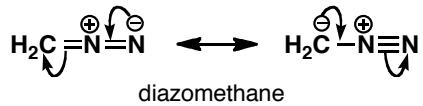 H₂C=N⊕=N⊖ ↔ H₂C⊖–N⊕≡N
diazomethane